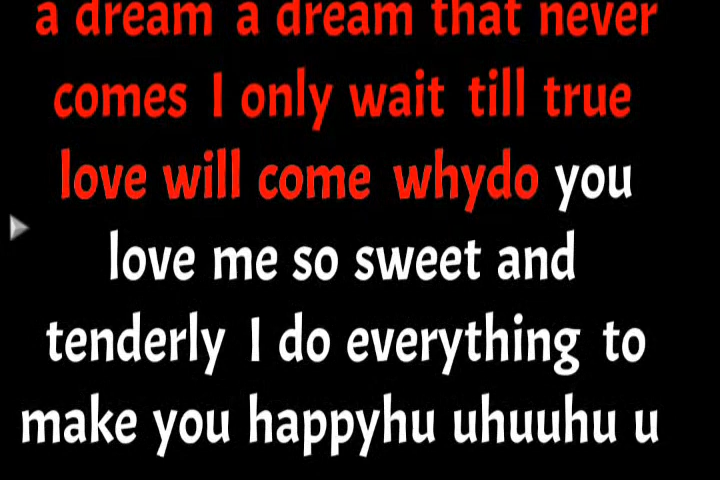 a dream a dream that never
comes I only wait till true
love will come whydo you
love me so sweet and
tenderly I do everything to
make you happyhu uhuuhu u